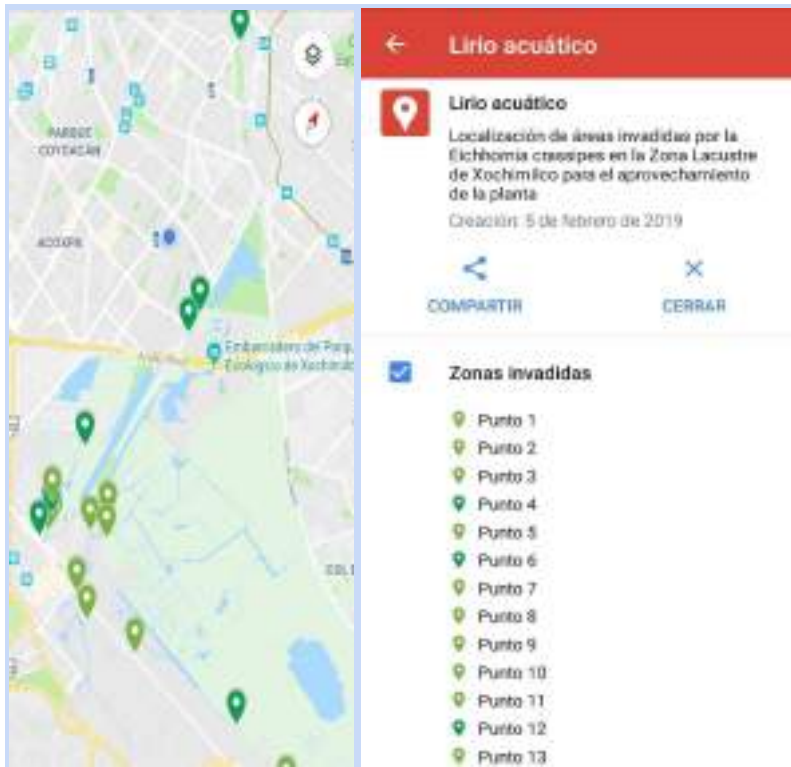 PARQUE
COYOACÁN
ACOXPA
Embarcadero del Parq
Ecológico de Xochimilc
COL.
Lirio acuático
Lirio acuático
Localización de áreas invadidas por la
Eichhornia crassipes en la Zona Lacustre
de Xochimilco para el aprovechamiento
de la planta
Creación: 5 de febrero de 2019
COMPARTIR
CERRAR
Zonas invadidas
Punto 1
Punto 2
Punto 3
Punto 4
Punto 5
Punto 6
Punto 7
Punto 8
Punto 9
Punto 10
Punto 11
Punto 12
Punto 13